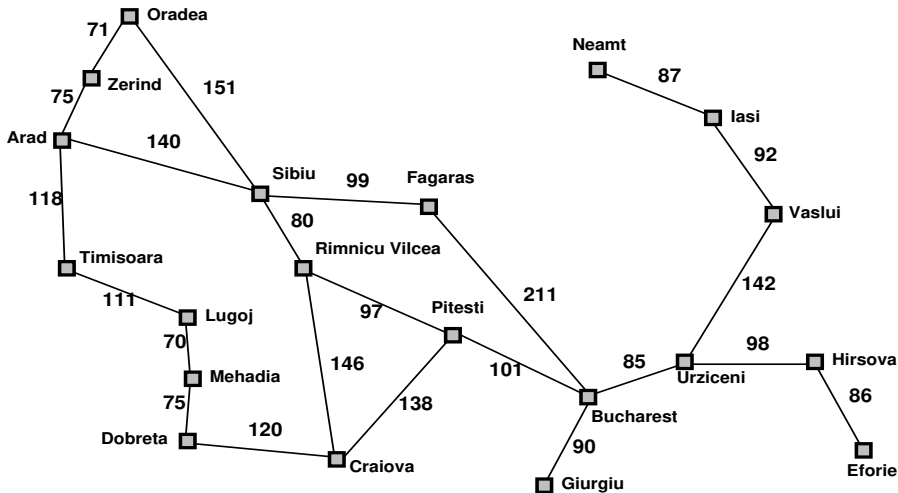 Oradea
71
Neamt
87
Zerind
151
75
Iasi
Arad
140
92
Sibiu
99
Fagaras
118
80
Vaslui
Timisoara
Rimnicu Vilcea
142
111
211
Lugoj
97
Pitesti
70
98
Hirsova
146
101
85
Urziceni
Mehadia
75
138
86
Bucharest
120
Dobreta
90
Craiova
Eforie
Giurgiu